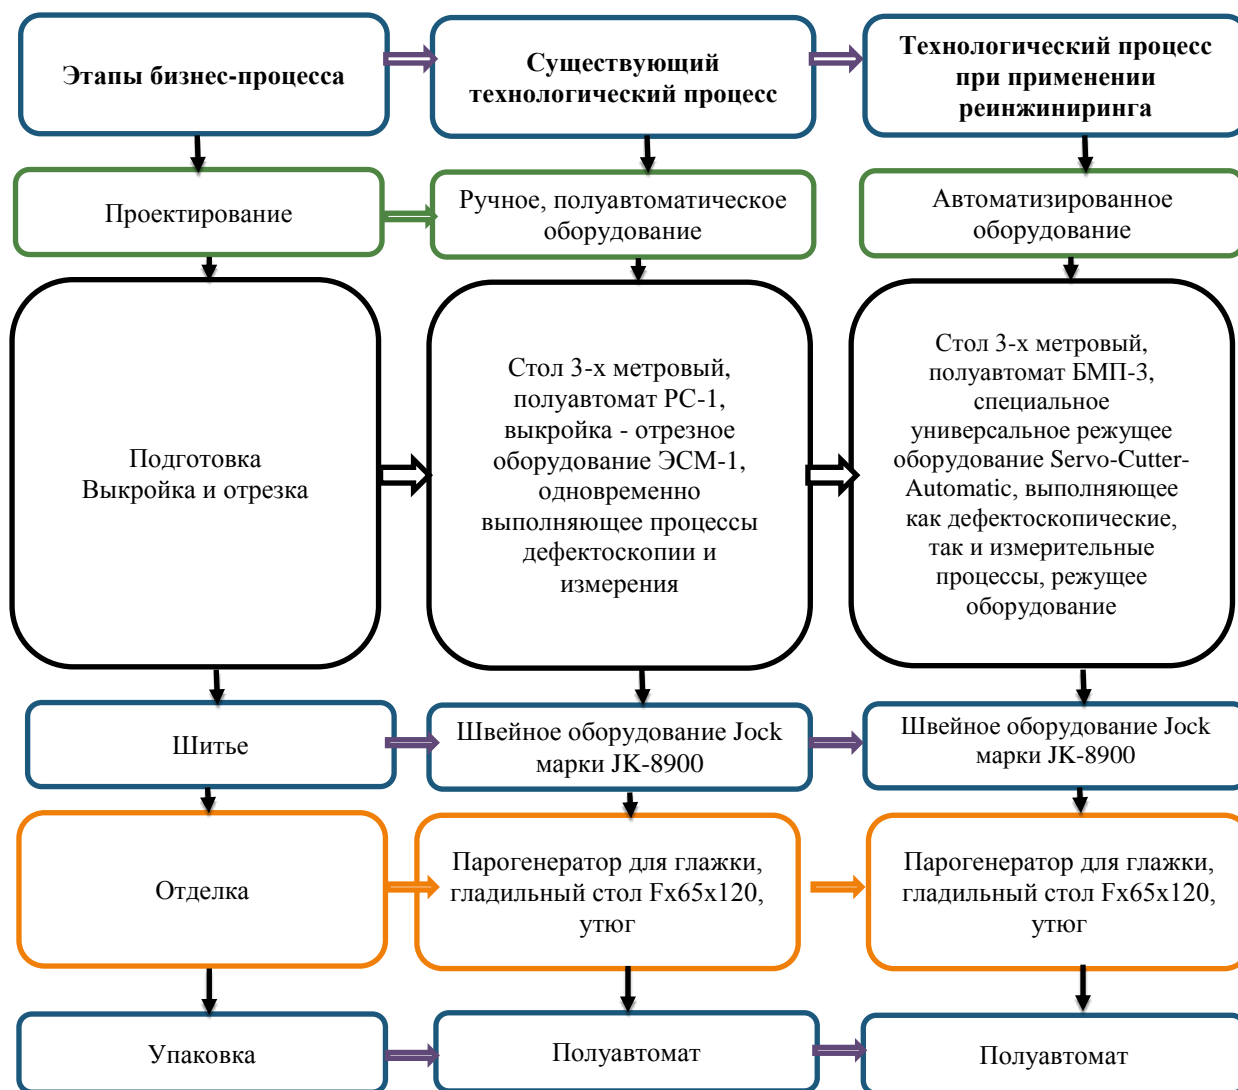 Этапы бизнес-процесса
Существующий
технологический процесс
Технологический процесс
при применении
реинжиниринга
Проектирование
Ручное, полуавтоматическое
оборудование
Автоматизированное
оборудование
Подготовка
Выкройка и отрезка
Стол 3-х метровый,
полуавтомат РС-1,
выкройка - отрезное
оборудование ЭСМ-1,
одновременно
выполняющее процессы
дефектоскопии и
измерения
Стол 3-х метровый,
полуавтомат БМП-3,
специальное
универсальное режущее
оборудование Servo-Cutter-
Automatic, выполняющее
как дефектоскопические,
так и измерительные
процессы, режущее
оборудование
Шитье
Швейное оборудование Jock
марки JK-8900
Швейное оборудование Jock
марки JK-8900
Отделка
Парогенератор для глажки,
гладильный стол Fx65x120,
утюг
Парогенератор для глажки,
гладильный стол Fx65x120,
утюг
Упаковка
Полуавтомат
Полуавтомат